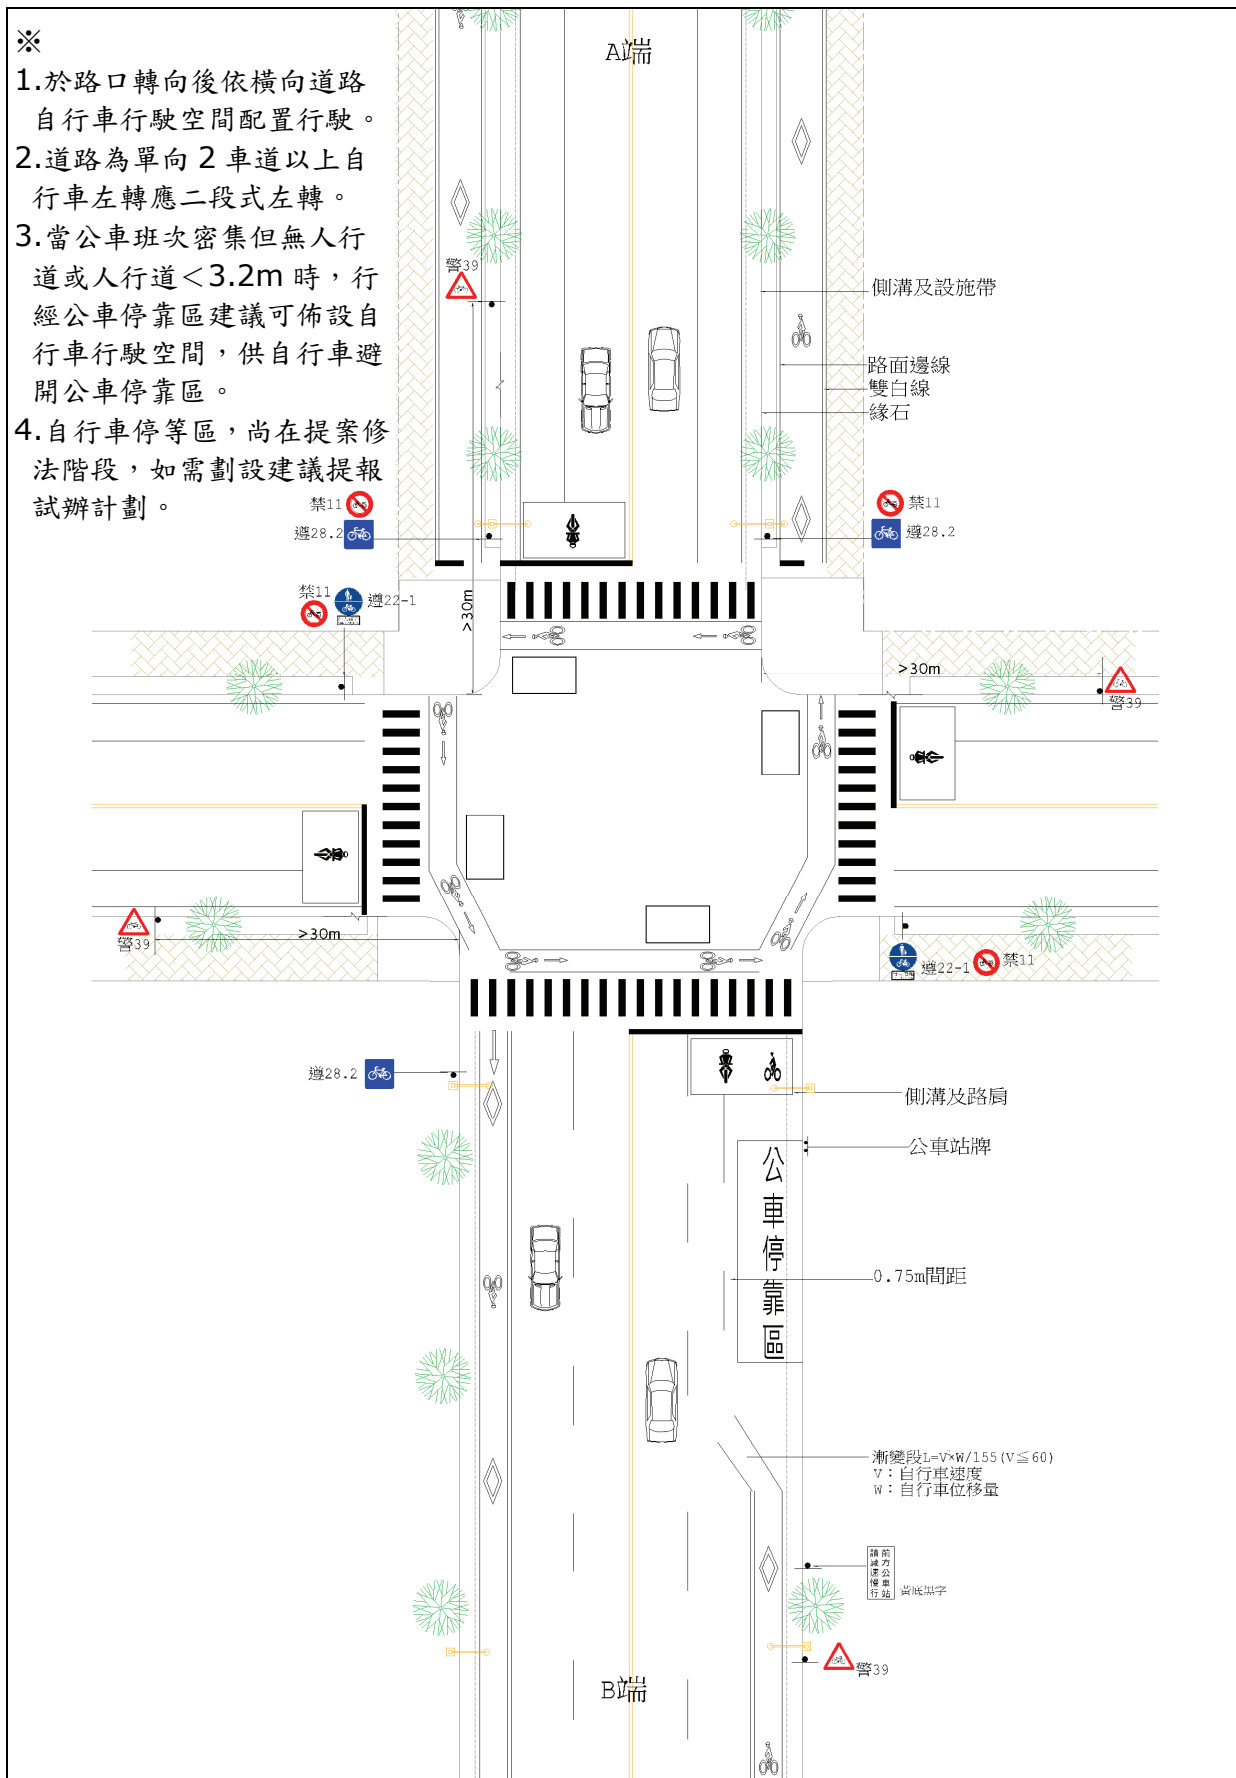 ※
1.於路口轉向後依橫向道路
自行車行駛空間配置行駛。
2.道路為單向 2 車道以上自
行車左轉應二段式左轉。
3.當公車班次密集但無人行
道或人行道＜3.2m 時，行
經公車停靠區建議可佈設自
行車行駛空間，供自行車避
開公車停靠區。
4.自行車停等區，尚在提案修
法階段，如需劃設建議提報
試辦計劃。
A端
警39
側溝及設施帶
路面邊線
雙白線
緣石
禁11
遵28.2
禁11
遵28.2
禁11
遵22-1
>30m
>30m
警39
警39
>30m
遵22-1
禁11
遵28.2
側溝及路肩
公車站牌
公車停靠區
0.75m間距
漸變段L=V×W/155(V≦60)
V：自行車速度
W：自行車位移量
前方公車站
請減速慢行
黃底黑字
警39
B端